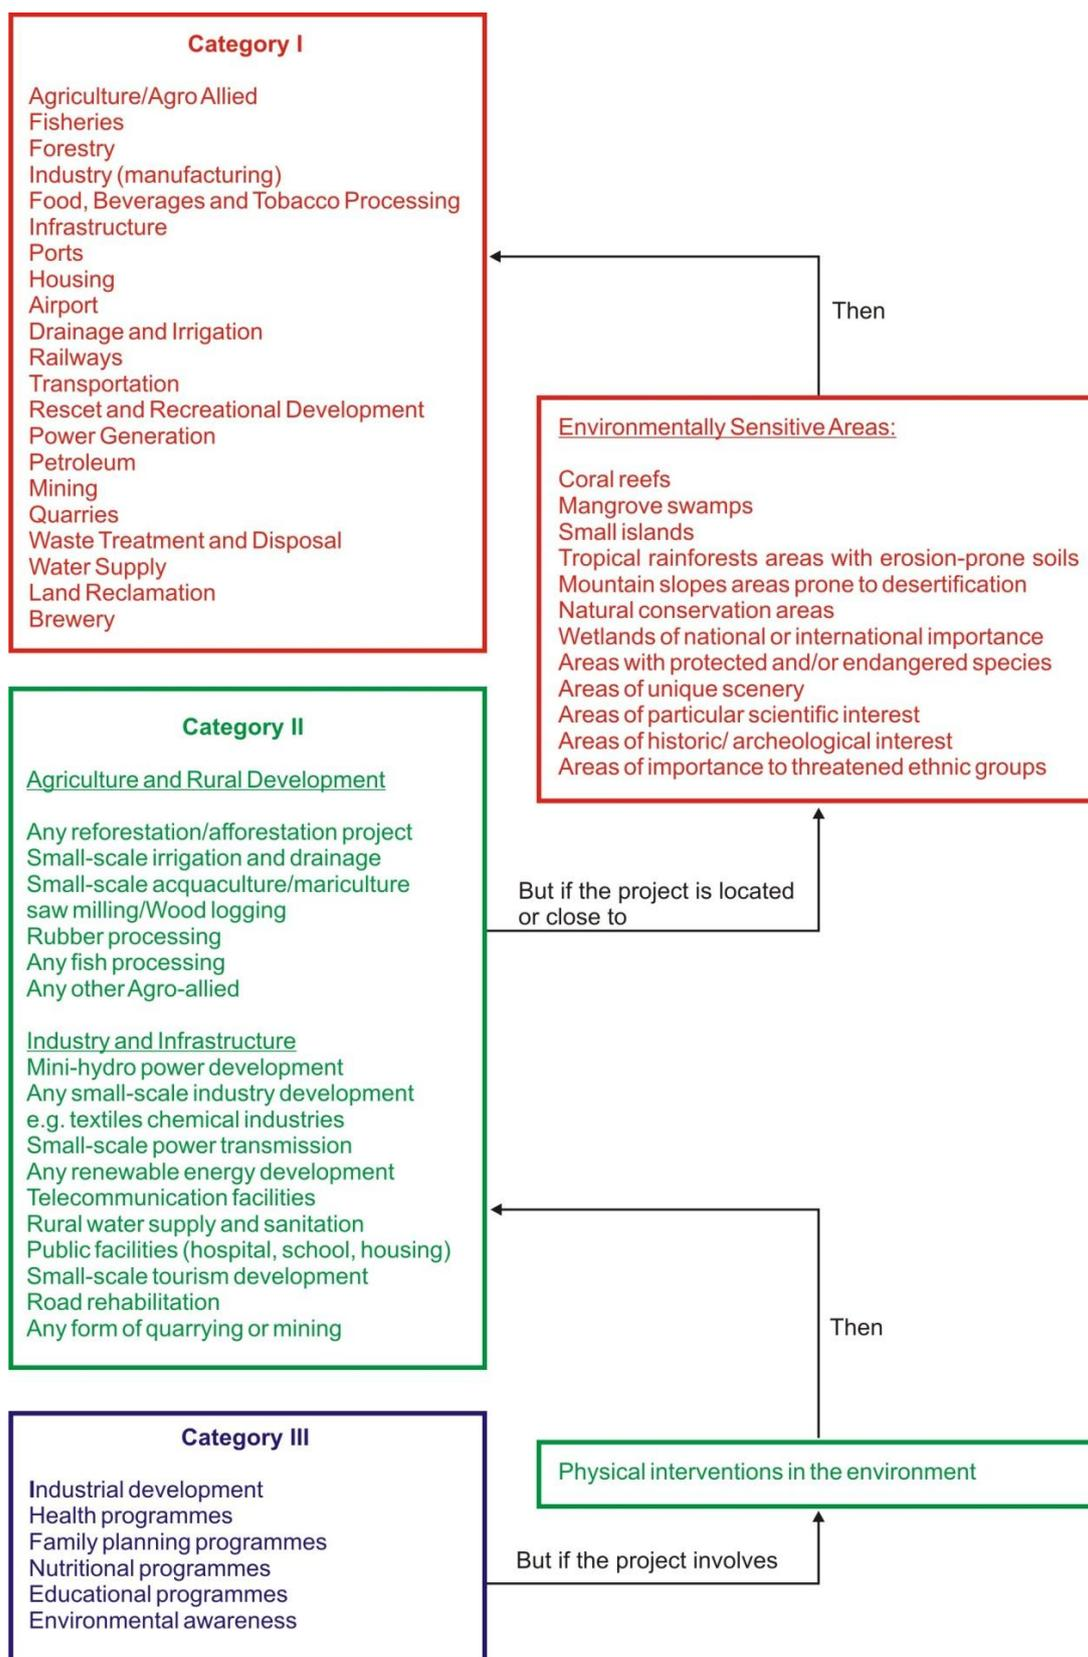 Category I
Agriculture/Agro Allied
Fisheries
Forestry
Industry (manufacturing)
Food, Beverages and Tobacco Processing
Infrastructure
Ports
Housing
Airport
Drainage and Irrigation
Railways
Transportation
Rescet and Recreational Development
Power Generation
Petroleum
Mining
Quarries
Waste Treatment and Disposal
Water Supply
Land Reclamation
Brewery
Then
Environmentally Sensitive Areas:
Coral reefs
Mangrove swamps
Small islands
Tropical rainforests areas with erosion-prone soils
Mountain slopes areas prone to desertification
Natural conservation areas
Wetlands of national or international importance
Areas with protected and/or endangered species
Areas of unique scenery
Areas of particular scientific interest
Areas of historic/ archeological interest
Areas of importance to threatened ethnic groups
Category II
Agriculture and Rural Development
Any reforestation/afforestation project
Small-scale irrigation and drainage
Small-scale acquaculture/mariculture
saw milling/Wood logging
Rubber processing
Any fish processing
Any other Agro-allied
Industry and Infrastructure
Mini-hydro power development
Any small-scale industry development
e.g. textiles chemical industries
Small-scale power transmission
Any renewable energy development
Telecommunication facilities
Rural water supply and sanitation
Public facilities (hospital, school, housing)
Small-scale tourism development
Road rehabilitation
Any form of quarrying or mining
But if the project is located
or close to
Then
Category III
Industrial development
Health programmes
Family planning programmes
Nutritional programmes
Educational programmes
Environmental awareness
Physical interventions in the environment
But if the project involves